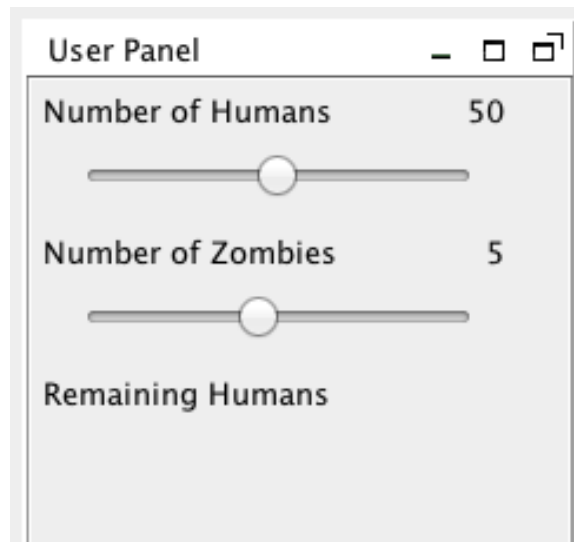 User Panel
Number of Humans 50
Number of Zombies 5
Remaining Humans